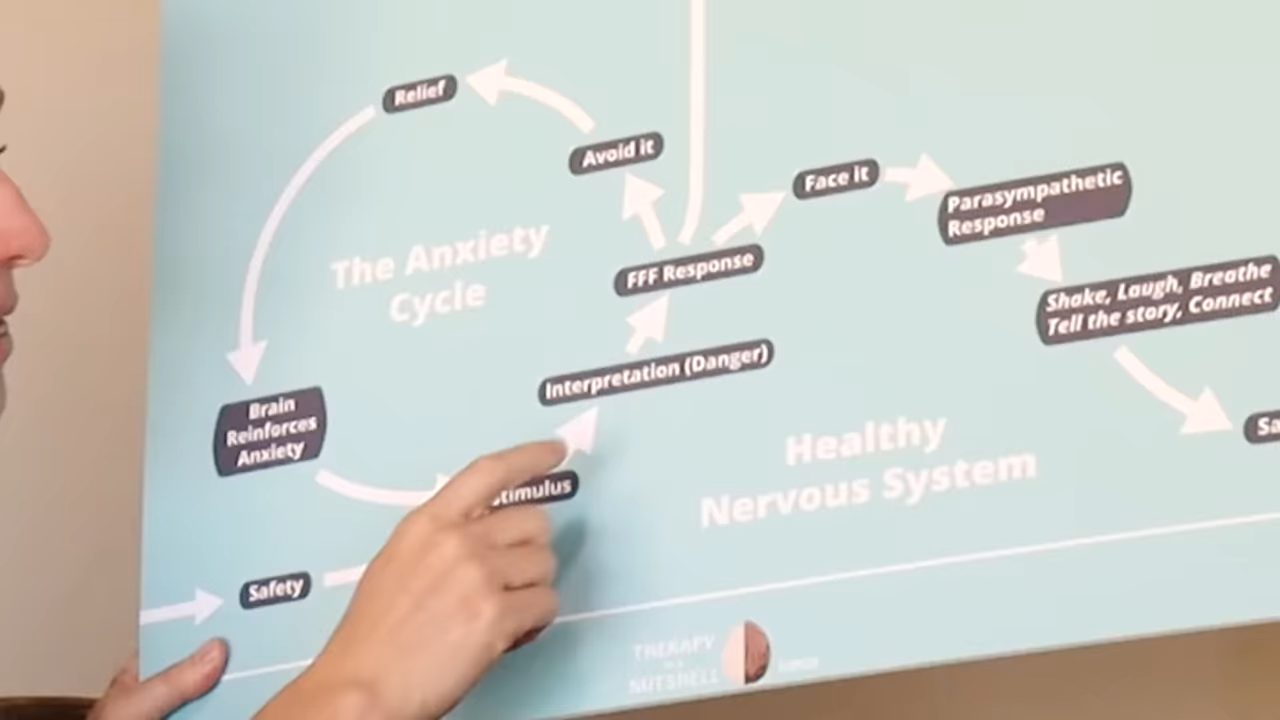 Relief
Avoid it
Face it
Parasympathetic
Response
The Anxiety
Cycle
FFF Response
Shake, Laugh, Breathe
Tell the story, Connect
Interpretation (Danger)
Brain
Reinforces
Anxiety
Healthy
Nervous System
Safety
THERAPY
IN A
NUTSHELL